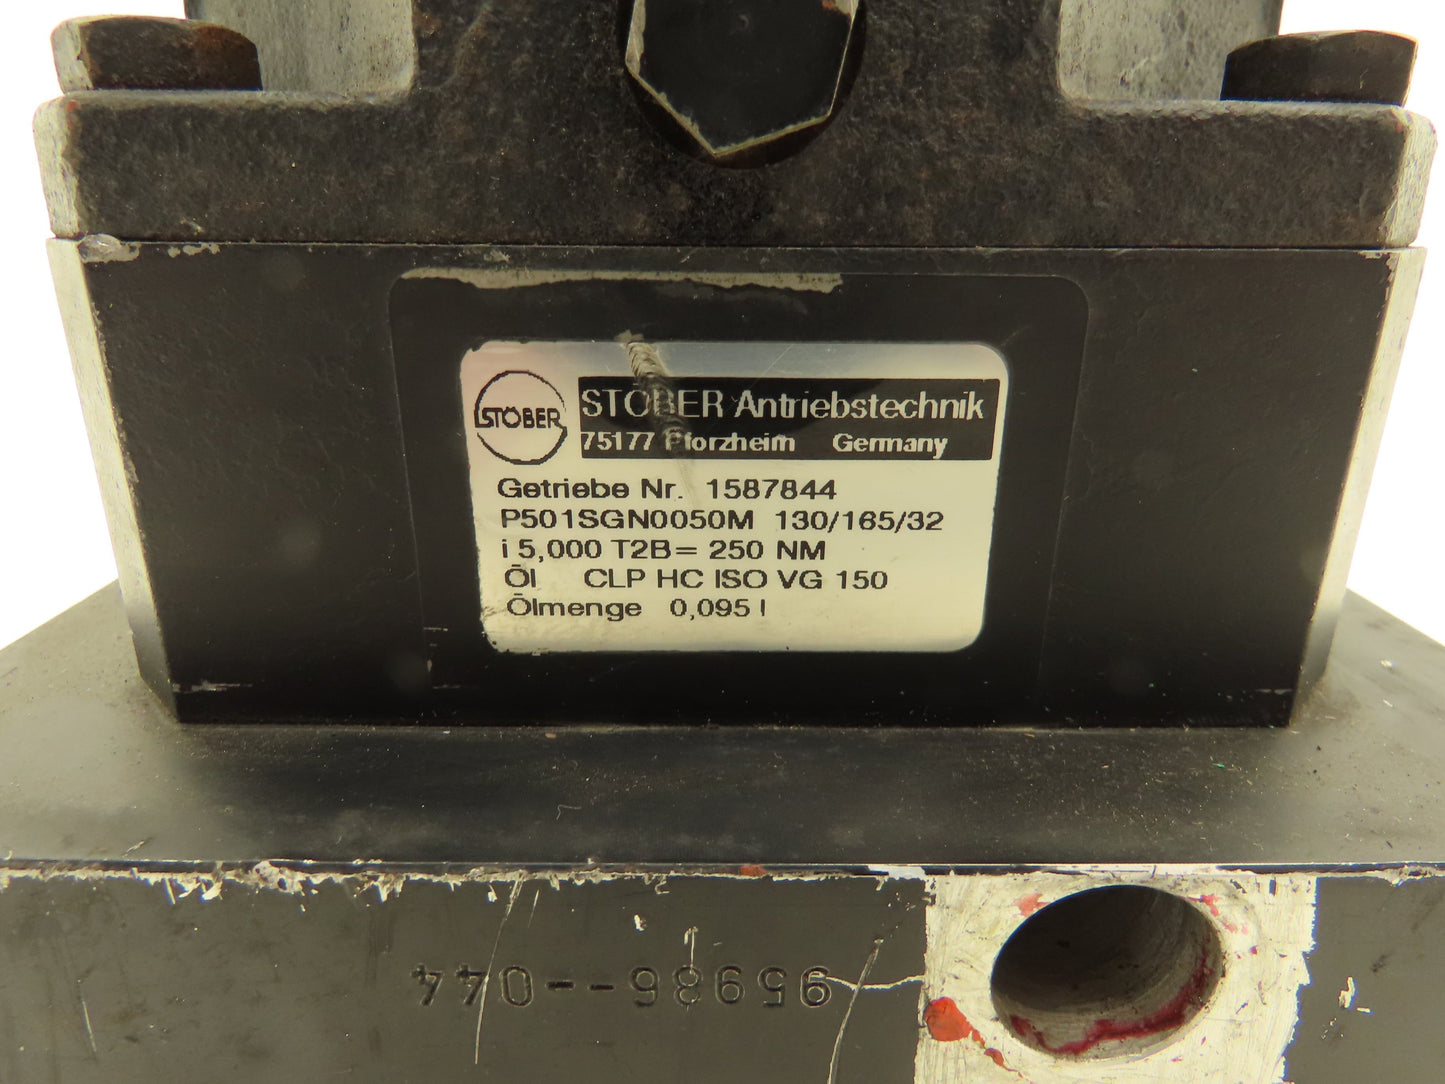 STÖBER
STÖBER Antriebstechnik
75177 Pforzheim Germany
Getriebe Nr. 1587844
P501SGN0050M 130/165/32
i 5,000 T2B= 250 NM
Öl CLP HC ISO VG 150
Ölmenge 0,095 l
95986--044